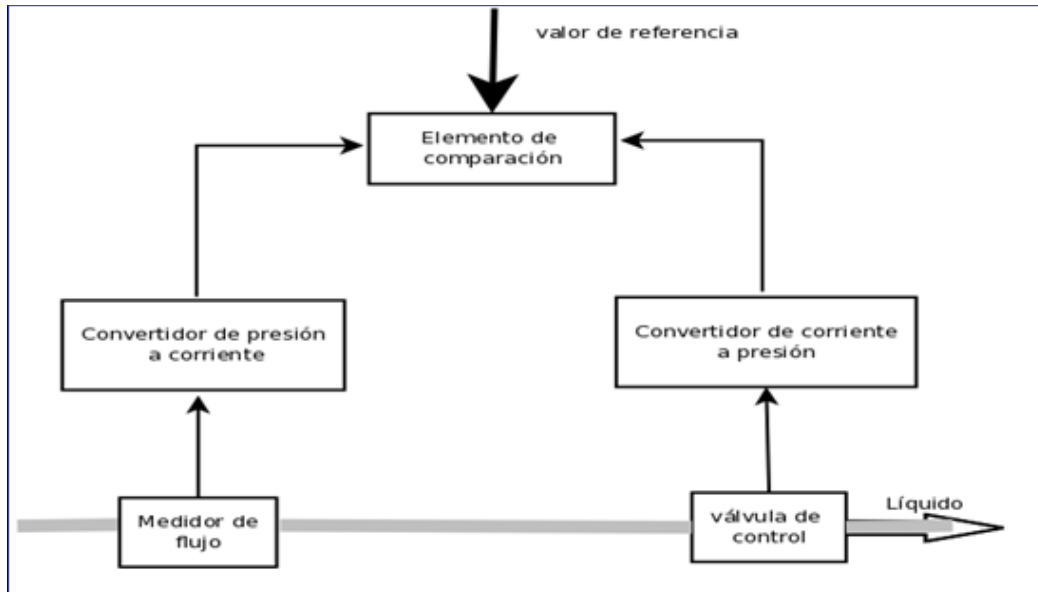 valor de referencia
Elemento de
comparación
Convertidor de presión
a corriente
Convertidor de corriente
a presión
Medidor de
flujo
válvula de
control
Líquido